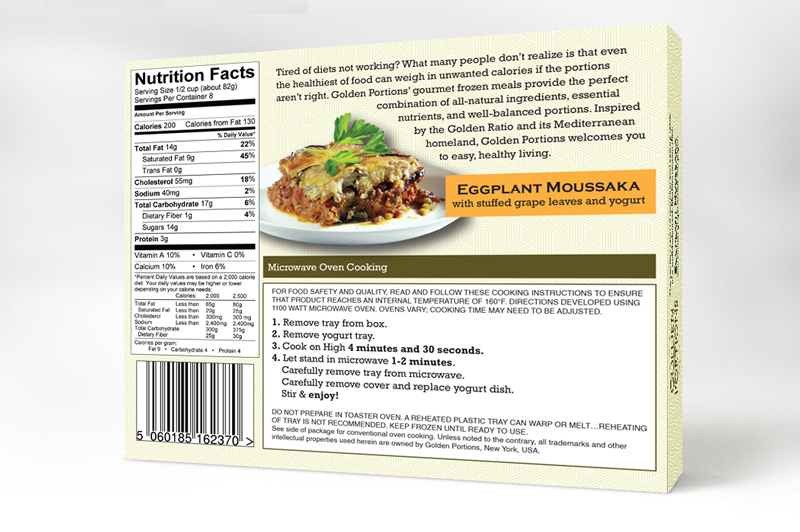 Nutrition Facts
Serving Size 1/2 cup (about 82g)
Servings Per Container 8
Amount Per Serving
Calories 200 Calories from Fat 130
% Daily Value*
Total Fat 14g 22%
Saturated Fat 9g 45%
Trans Fat 0g
Cholesterol 55mg 18%
Sodium 40mg 2%
Total Carbohydrate 17g 6%
Dietary Fiber 1g 4%
Sugars 14g
Protein 3g
Vitamin A 10% • Vitamin C 0%
Calcium 10% • Iron 6%
*Percent Daily Values are based on a 2,000 calorie
diet. Your daily values may be higher or lower
depending on your calorie needs:
Calories: 2,000 2,500
Total Fat Less than 65g 80g
Saturated Fat Less than 20g 25g
Cholesterol Less than 300mg 300 mg
Sodium Less than 2,400mg 2,400mg
Total Carbohydrate 300g 375g
Dietary Fiber 25g 30g
Calories per gram:
Fat 9 • Carbohydrate 4 • Protein 4
5 060185 162370 >
Tired of diets not working? What many people don't realize is that even
the healthiest of food can weigh in unwanted calories if the portions
aren't right. Golden Portions' gourmet frozen meals provide the perfect
combination of all-natural ingredients, essential
nutrients, and well-balanced portions. Inspired
by the Golden Ratio and its Mediterranean
homeland, Golden Portions welcomes you
to easy, healthy living.
EGGPLANT MOUSSAKA
with stuffed grape leaves and yogurt
Microwave Oven Cooking
FOR FOOD SAFETY AND QUALITY, READ AND FOLLOW THESE COOKING INSTRUCTIONS TO ENSURE
THAT PRODUCT REACHES AN INTERNAL TEMPERATURE OF 160°F. DIRECTIONS DEVELOPED USING
1100 WATT MICROWAVE OVEN. OVENS VARY; COOKING TIME MAY NEED TO BE ADJUSTED.
1. Remove tray from box.
2. Remove yogurt tray.
3. Cook on High 4 minutes and 30 seconds.
4. Let stand in microwave 1-2 minutes.
Carefully remove tray from microwave.
Carefully remove cover and replace yogurt dish.
Stir & enjoy!
DO NOT PREPARE IN TOASTER OVEN. A REHEATED PLASTIC TRAY CAN WARP OR MELT...REHEATING
OF TRAY IS NOT RECOMMENDED. KEEP FROZEN UNTIL READY TO USE.
See side of package for conventional oven cooking. Unless noted to the contrary, all trademarks and other
intellectual properties used herein are owned by Golden Portions, New York, USA.